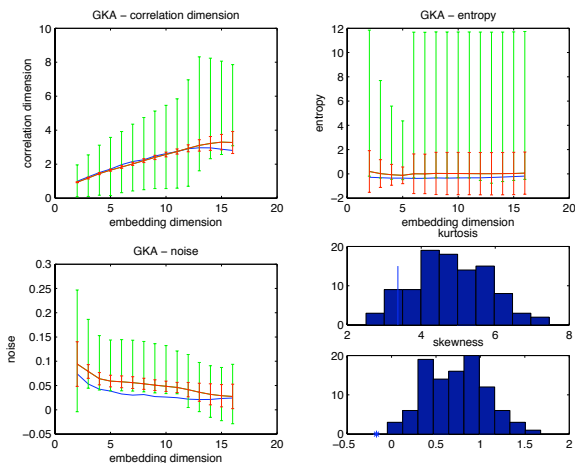 GKA − correlation dimension
10
8
6
4
2
0
correlation dimension
0 5 10 15 20
embedding dimension
GKA − entropy
12
10
8
6
4
2
0
−2
entropy
0 5 10 15 20
embedding dimension
GKA − noise
0.3
0.25
0.2
0.15
0.1
0.05
0
−0.05
noise
0 5 10 15 20
embedding dimension
kurtosis
20
10
0
2 4 6 8
skewness
20
10
0
−0.5 0 0.5 1 1.5 2